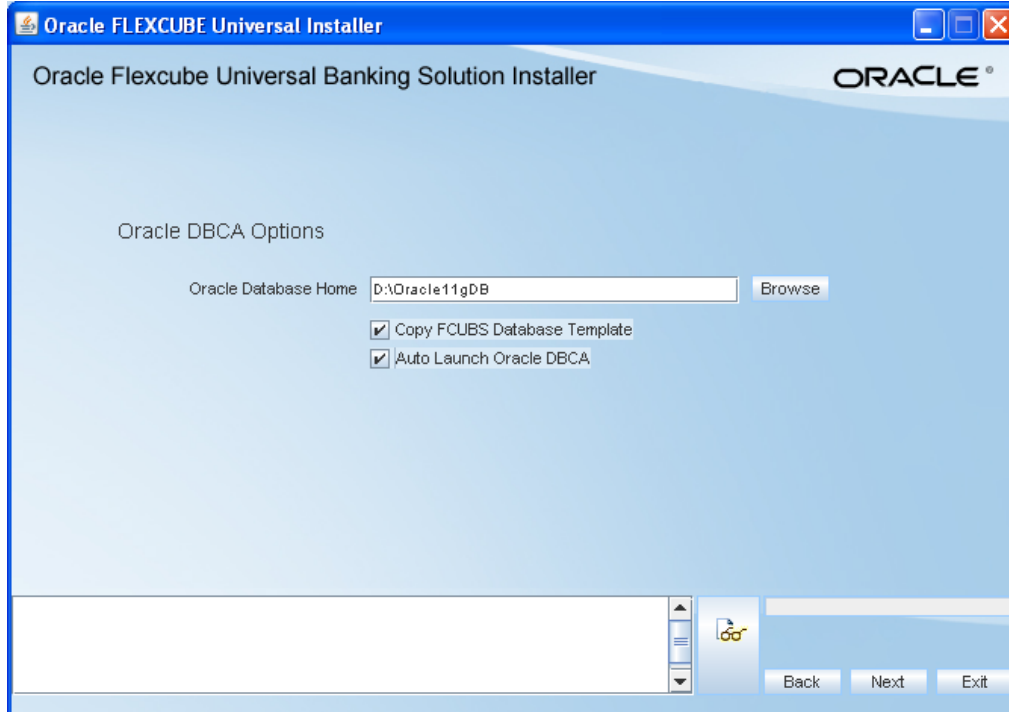 Oracle FLEXCUBE Universal Installer
Oracle Flexcube Universal Banking Solution Installer
ORACLE®
Oracle DBCA Options
Oracle Database Home D:\Oracle11gDB Browse
Copy FCUBS Database Template
Auto Launch Oracle DBCA
Back Next Exit